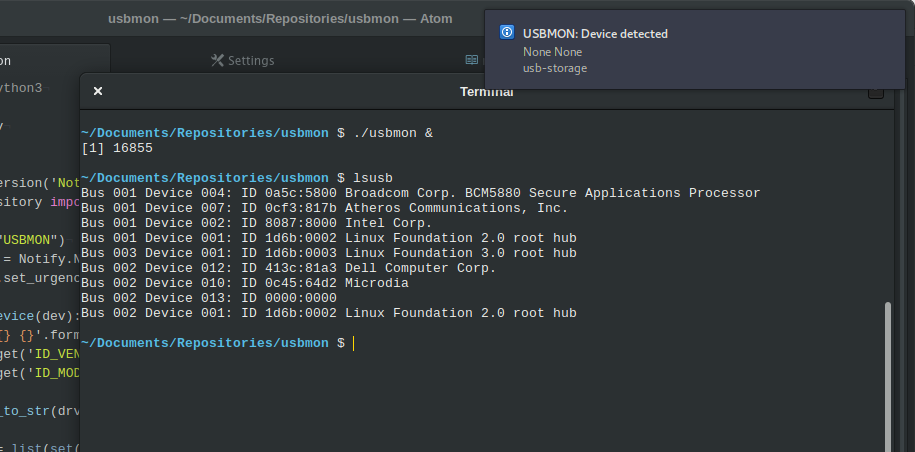 usbmon — ~/Documents/Repositories/usbmon — Atom
USBMON: Device detected
None None
usb-storage
on
Settings
ython3
Terminal
y
~/Documents/Repositories/usbmon $ ./usbmon &
[1] 16855
~/Documents/Repositories/usbmon $ lsusb
ersion('Not
Bus 001 Device 004: ID 0a5c:5800 Broadcom Corp. BCM5880 Secure Applications Processor
sitory impo
Bus 001 Device 007: ID 0cf3:817b Atheros Communications, Inc.
Bus 001 Device 002: ID 8087:8000 Intel Corp.
"USBMON")
Bus 001 Device 001: ID 1d6b:0002 Linux Foundation 2.0 root hub
= Notify.N
Bus 003 Device 001: ID 1d6b:0003 Linux Foundation 3.0 root hub
.set_urgenc
Bus 002 Device 012: ID 413c:81a3 Dell Computer Corp.
Bus 002 Device 010: ID 0c45:64d2 Microdia
Bus 002 Device 013: ID 0000:0000
evice(dev):
Bus 002 Device 001: ID 1d6b:0002 Linux Foundation 2.0 root hub
{} {}'.form
~/Documents/Repositories/usbmon $
get('ID_VEN
get('ID_MOD
_to_str(drv
= list(set(